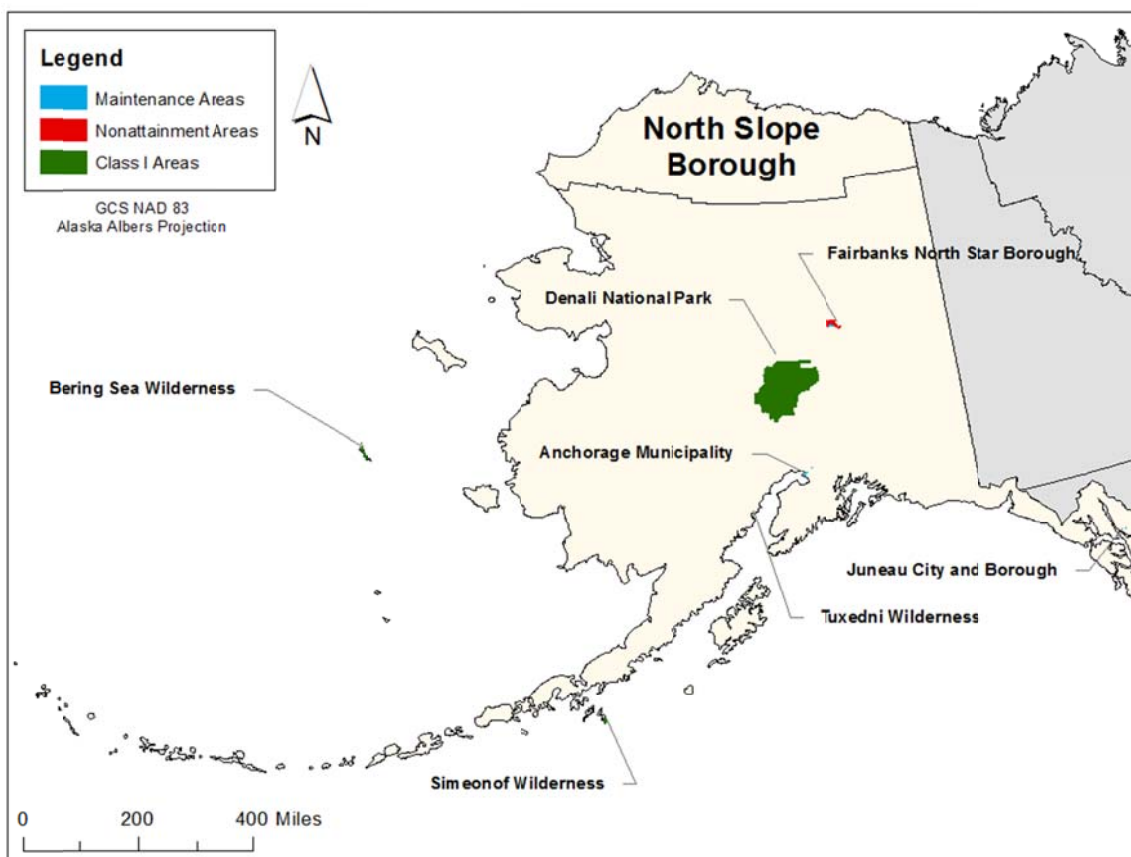 Legend
Maintenance Areas
Nonattainment Areas
Class I Areas
GCS NAD 83
Alaska Albers Projection
N
North Slope
Borough
Fairbanks North Star Borough
Denali National Park
Bering Sea Wilderness
Anchorage Municipality
Juneau City and Borough
Tuxedni Wilderness
Simeonof Wilderness
0 200 400 Miles